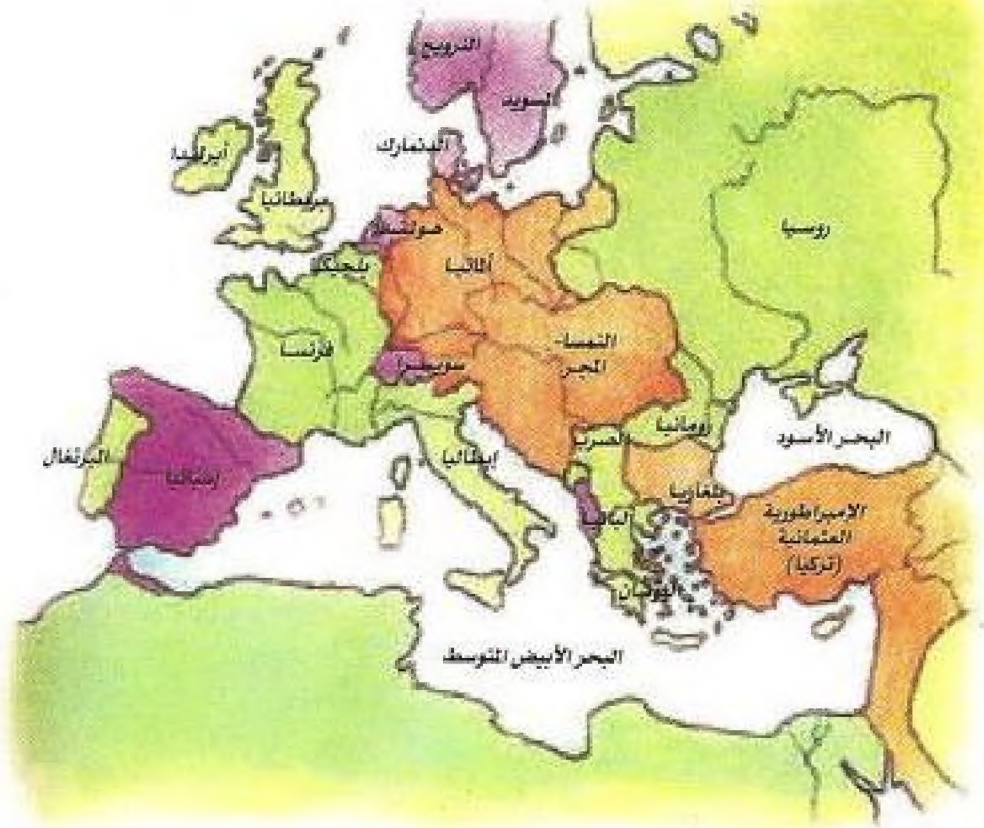 النرويج
السويد
الدنمارك
أيرلندا
بريطانيا
هولندا
بلجيكا
ألمانيا
روسيا
فرنسا
سويسرا
النمسا-
المجر
رومانيا
البحر الأسود
الصرب
إيطاليا
البرتغال
إسبانيا
بلغاريا
ألبانيا
الإمبراطورية
العثمانية
(تركيا)
اليونان
البحر الأبيض المتوسط